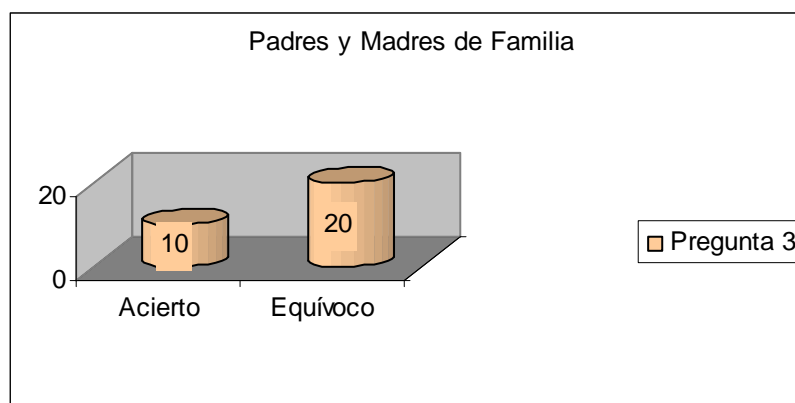 Padres y Madres de Familia
20
0
10
20
Acierto
Equívoco
Pregunta 3